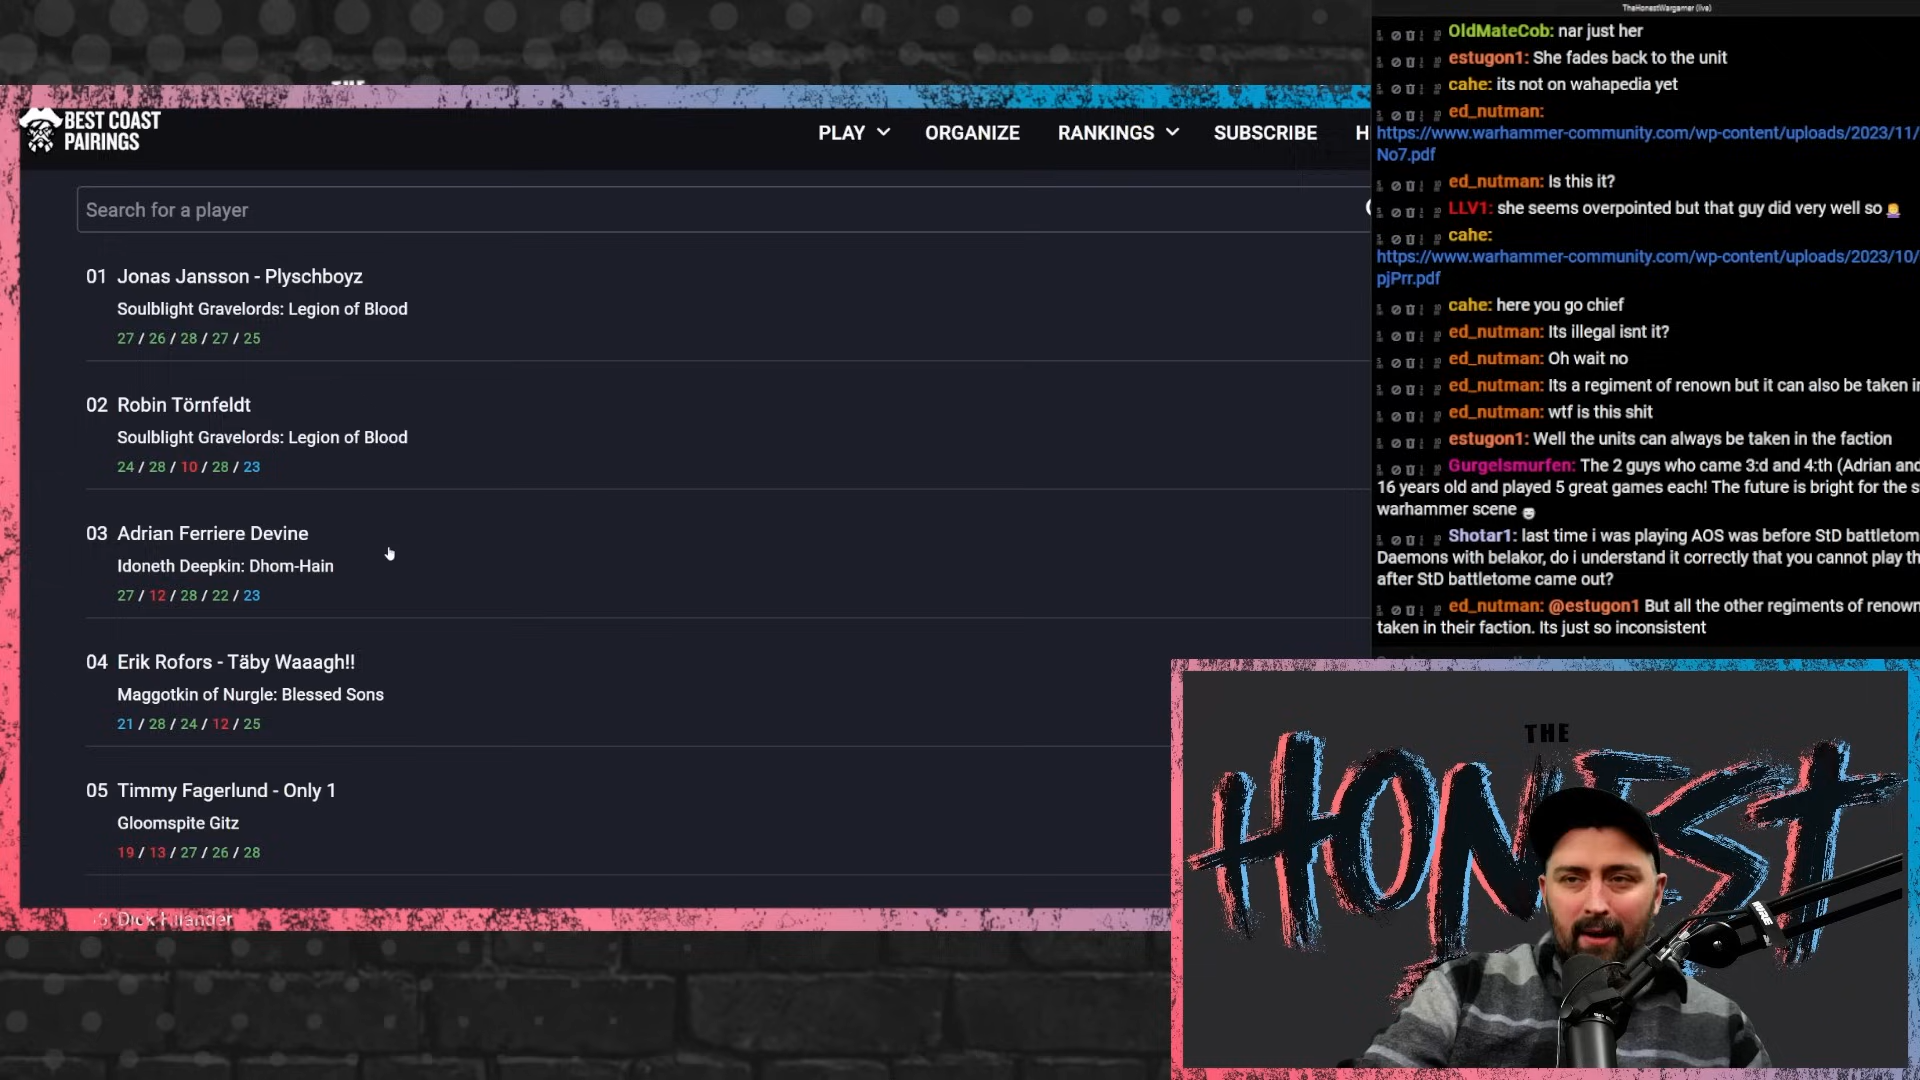 TheHonestWargamer (live)
OldMateCob: nar just her
estugon1: She fades back to the unit
cahe: its not on wahapedia yet
ed_nutman:
https://www.warhammer-community.com/wp-content/uploads/2023/11/
No7.pdf
ed_nutman: Is this it?
LLV1: she seems overpointed but that guy did very well so
cahe:
https://www.warhammer-community.com/wp-content/uploads/2023/10/
pjPrr.pdf
cahe: here you go chief
ed_nutman: Its illegal isnt it?
ed_nutman: Oh wait no
ed_nutman: Its a regiment of renown but it can also be taken in
ed_nutman: wtf is this shit
estugon1: Well the units can always be taken in the faction
Gurgelsmurfen: The 2 guys who came 3:d and 4:th (Adrian and
16 years old and played 5 great games each! The future is bright for the s
warhammer scene
Shotar1: last time i was playing AOS was before StD battletom
Daemons with belakor, do i understand it correctly that you cannot play th
after StD battletome came out?
ed_nutman: @estugon1 But all the other regiments of renown
taken in their faction. Its just so inconsistent
THE
BEST COAST
PAIRINGS
PLAY
ORGANIZE
RANKINGS
SUBSCRIBE
H
Search for a player
01 Jonas Jansson - Plyschboyz
Soulblight Gravelords: Legion of Blood
27 / 26 / 28 / 27 / 25
02 Robin Törnfeldt
Soulblight Gravelords: Legion of Blood
24 / 28 / 10 / 28 / 23
03 Adrian Ferriere Devine
Idoneth Deepkin: Dhom-Hain
27 / 12 / 28 / 22 / 23
04 Erik Rofors - Täby Waaagh!!
Maggotkin of Nurgle: Blessed Sons
21 / 28 / 24 / 12 / 25
05 Timmy Fagerlund - Only 1
Gloomspite Gitz
19 / 13 / 27 / 26 / 28
THE
HONEST